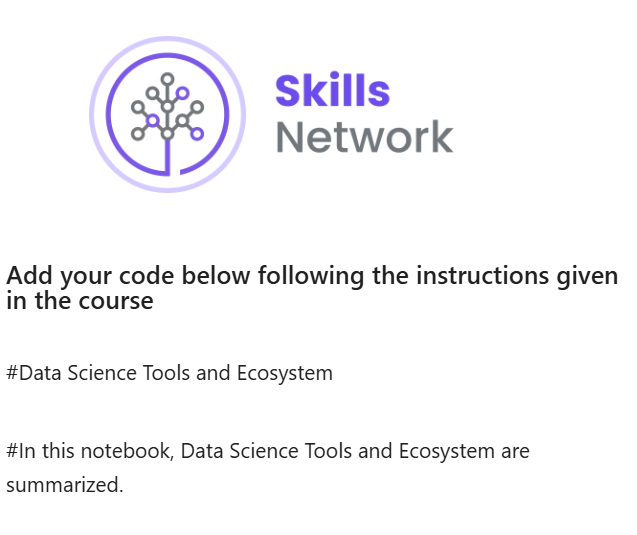 Skills
Network
Add your code below following the instructions given
in the course
#Data Science Tools and Ecosystem
#In this notebook, Data Science Tools and Ecosystem are
summarized.